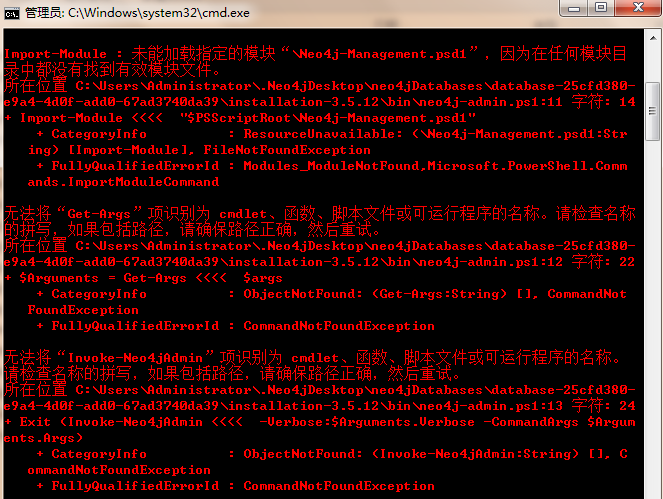 管理员: C:\Windows\system32\cmd.exe
Import-Module : 未能加载指定的模块“\Neo4j-Management.psd1”，因为在任何模块目
录中都没有找到有效模块文件。
所在位置 C:\Users\Administrator\.Neo4jDesktop\neo4jDatabases\database-25cfd380-
e9a4-4d0f-add0-67ad3740da39\installation-3.5.12\bin\neo4j-admin.ps1:11 字符: 14
+ Import-Module <<<<  "$PSScriptRoot\Neo4j-Management.psd1"
+ CategoryInfo : ResourceUnavailable: (\Neo4j-Management.psd1:Str
ing) [Import-Module], FileNotFoundException
+ FullyQualifiedErrorId : Modules_ModuleNotFound,Microsoft.PowerShell.Comm
ands.ImportModuleCommand
无法将“Get-Args”项识别为 cmdlet、函数、脚本文件或可运行程序的名称。请检查名称
的拼写，如果包括路径，请确保路径正确，然后重试。
所在位置 C:\Users\Administrator\.Neo4jDesktop\neo4jDatabases\database-25cfd380-
e9a4-4d0f-add0-67ad3740da39\installation-3.5.12\bin\neo4j-admin.ps1:12 字符: 22
+ $Arguments = Get-Args <<<<  $args
+ CategoryInfo : ObjectNotFound: (Get-Args:String) [], CommandNot
FoundException
+ FullyQualifiedErrorId : CommandNotFoundException
无法将“Invoke-Neo4jAdmin”项识别为 cmdlet、函数、脚本文件或可运行程序的名称。
请检查名称的拼写，如果包括路径，请确保路径正确，然后重试。
所在位置 C:\Users\Administrator\.Neo4jDesktop\neo4jDatabases\database-25cfd380-
e9a4-4d0f-add0-67ad3740da39\installation-3.5.12\bin\neo4j-admin.ps1:13 字符: 24
+ Exit (Invoke-Neo4jAdmin <<<<  -Verbose:$Arguments.Verbose -CommandArgs $Argum
ents.Args)
+ CategoryInfo : ObjectNotFound: (Invoke-Neo4jAdmin:String) [], C
ommandNotFoundException
+ FullyQualifiedErrorId : CommandNotFoundException